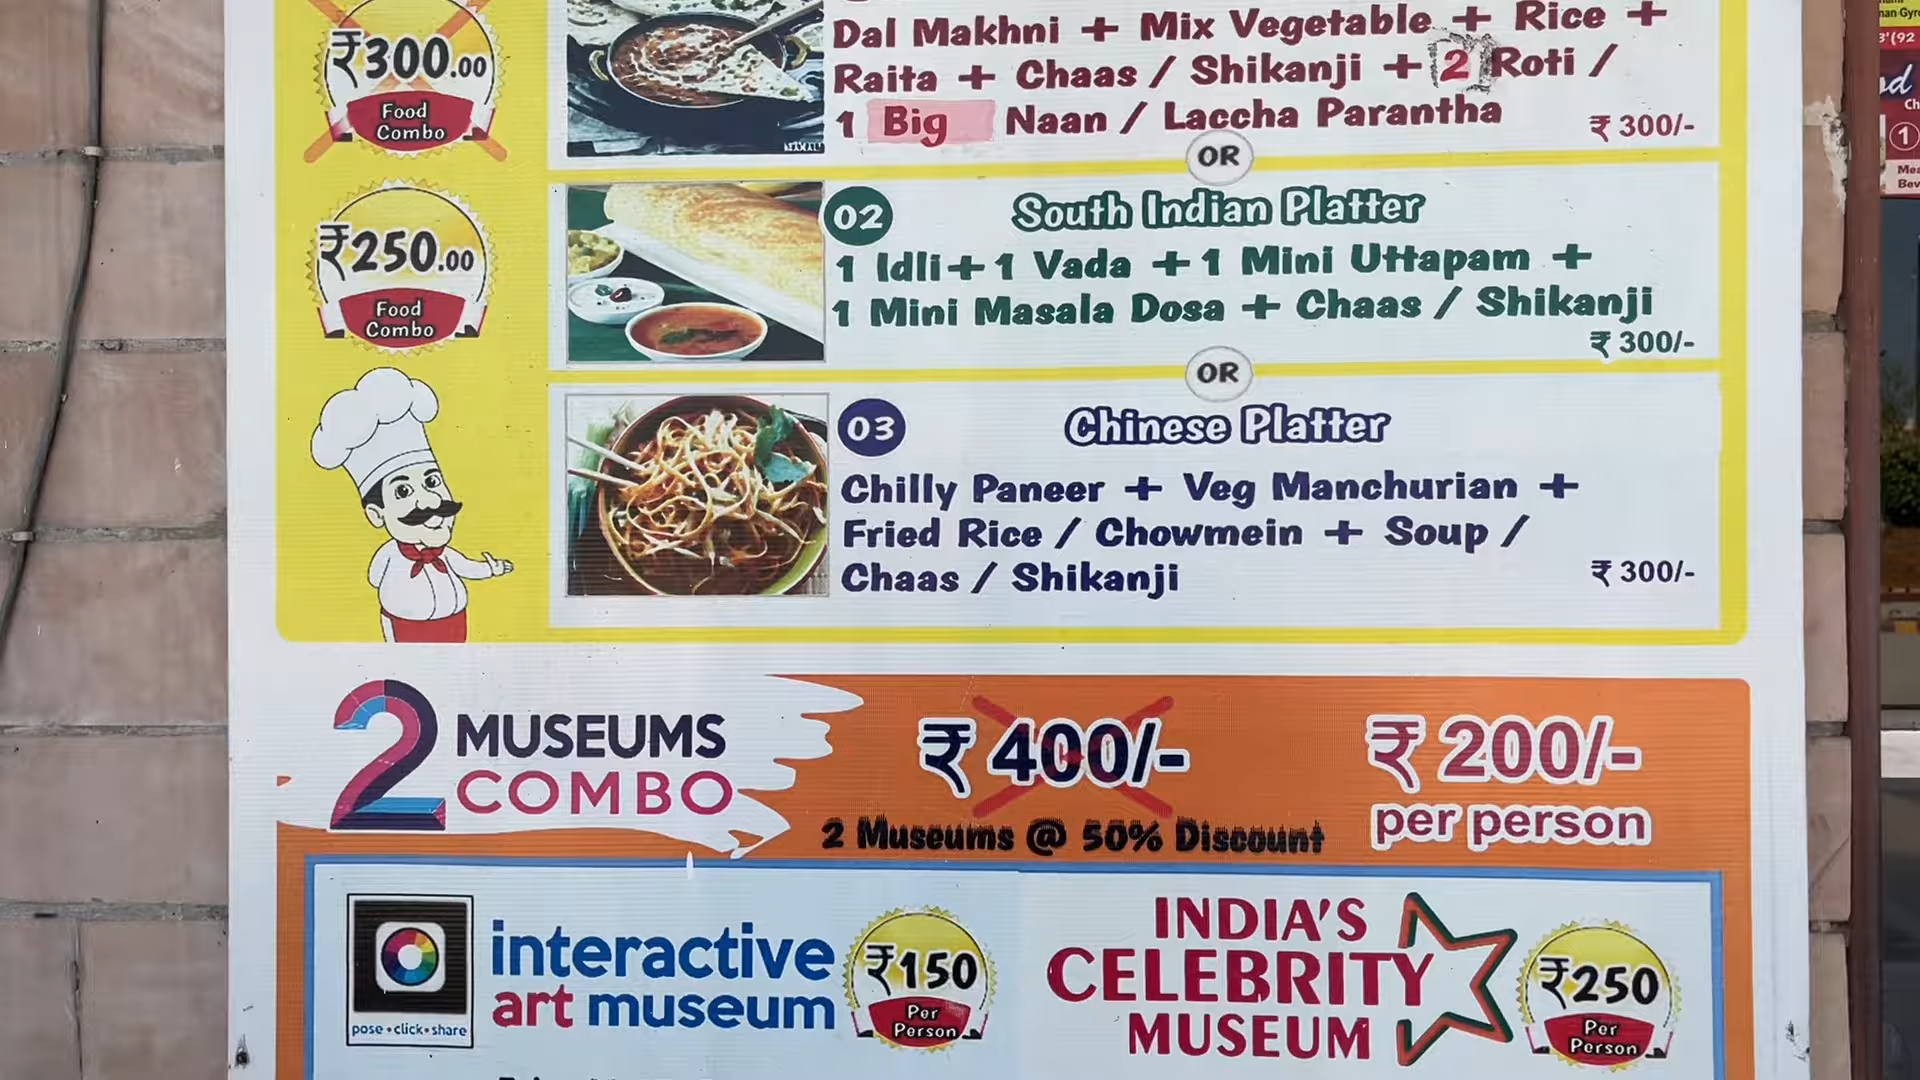 ₹300.00
Food
Combo
Dal Makhni + Mix Vegetable + Rice +
Raita + Chaas / Shikanji + 2 Roti /
1 Big Naan / Laccha Parantha
₹ 300/-
OR
₹250.00
Food
Combo
02 South Indian Platter
1 Idli+1 Vada +1 Mini Uttapam +
1 Mini Masala Dosa + Chaas / Shikanji
₹ 300/-
OR
03 Chinese Platter
Chilly Paneer + Veg Manchurian +
Fried Rice / Chowmein + Soup /
Chaas / Shikanji
₹ 300/-
2 MUSEUMS
COMBO
₹ 400/-
₹ 200/-
per person
2 Museums @ 50% Discount
pose•click•share
interactive
art museum
₹150
Per
Person
INDIA'S
CELEBRITY
MUSEUM
₹250
Per
Person